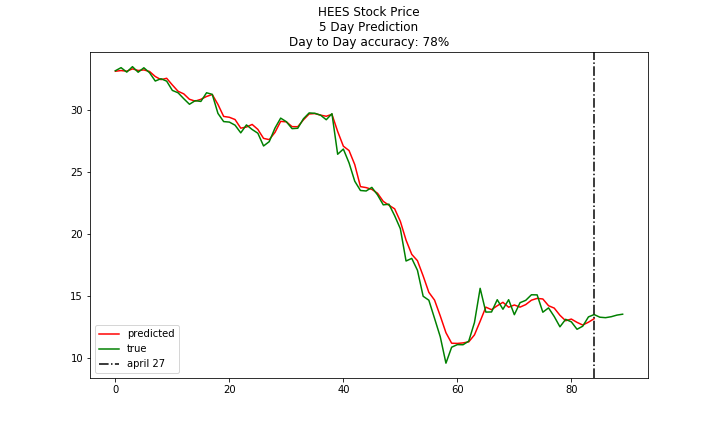 HEES Stock Price
5 Day Prediction
Day to Day accuracy: 78%
30
25
20
15
10
predicted
true
april 27
0 20 40 60 80